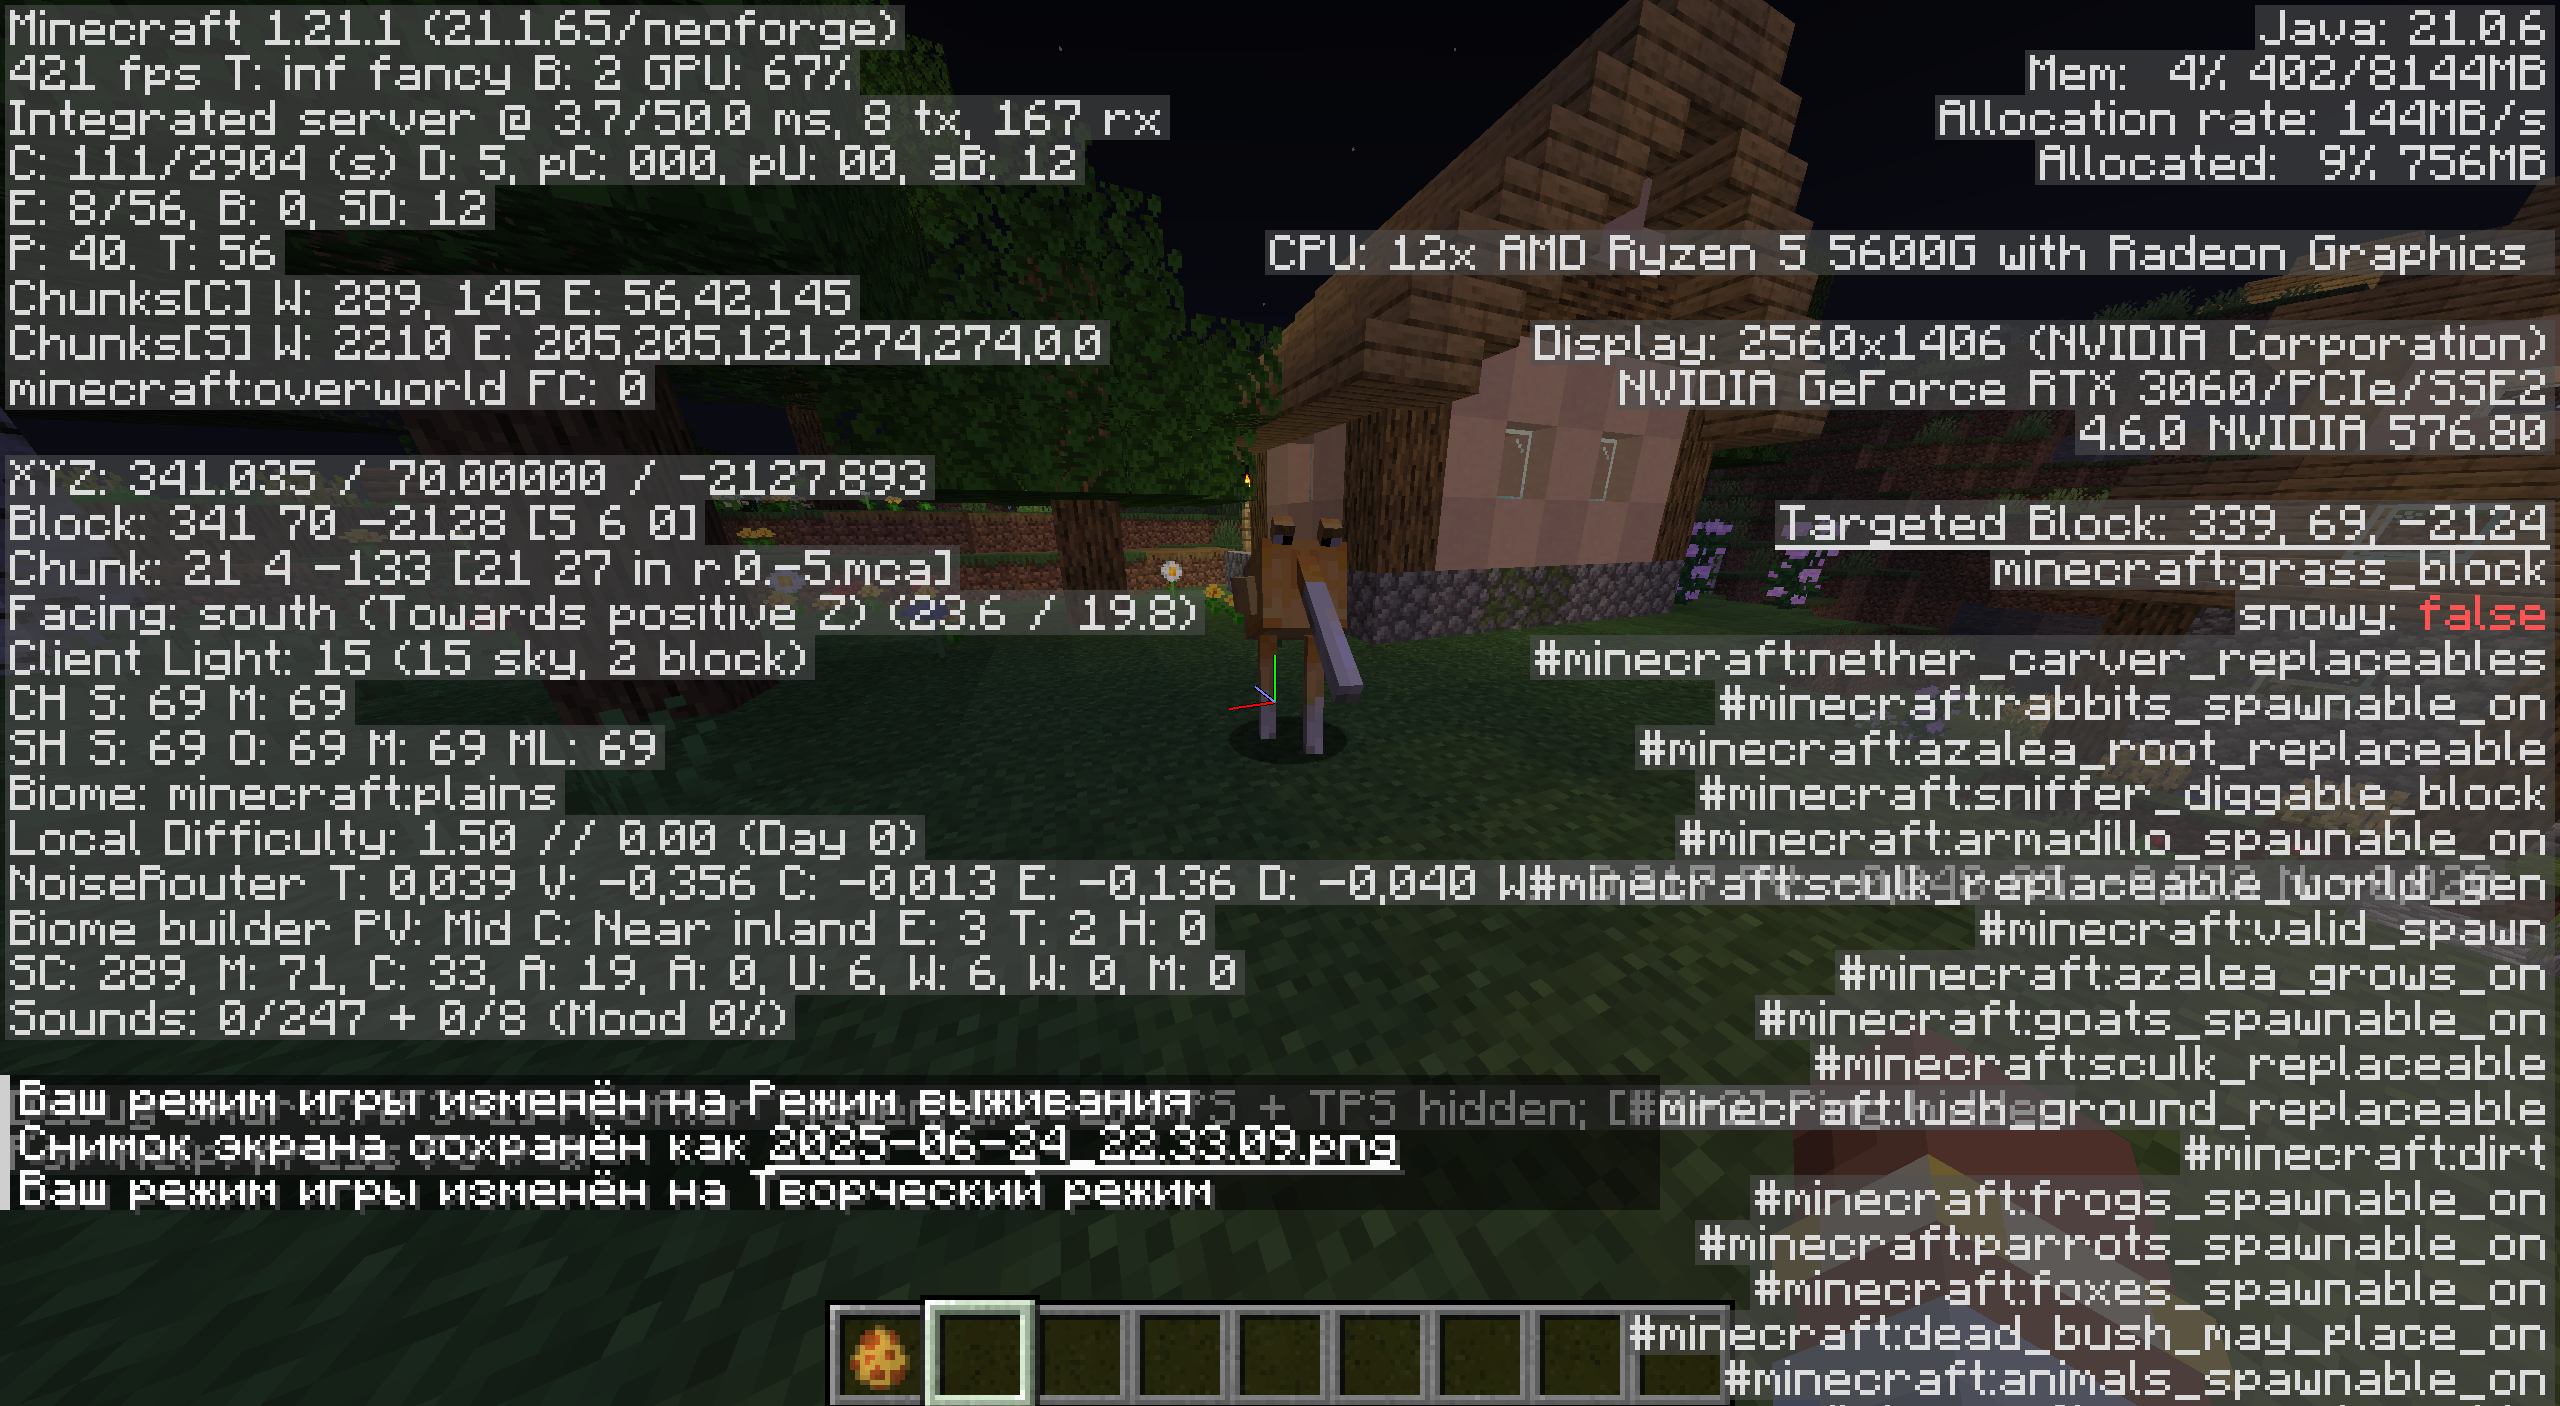 Minecraft 1.21.1 (21.1.65/neoforge)
421 fps T: inf fancy B: 2 GPU: 67%
Integrated server @ 3.7/50.0 ms, 8 tx, 167 rx
C: 111/2904 (s) D: 5, pC: 000, pU: 00, aB: 12
E: 8/56, B: 0, SD: 12
P: 40. T: 56
Chunks[C] W: 289, 145 E: 56,42,145
Chunks[S] W: 2210 E: 205,205,121,274,274,0,0
minecraft:overworld FC: 0
XYZ: 341.035 / 70.00000 / -2127.893
Block: 341 70 -2128 [5 6 0]
Chunk: 21 4 -133 [21 27 in r.0.-5.mca]
Facing: south (Towards positive Z) (23.6 / 19.8)
Client Light: 15 (15 sky, 2 block)
CH S: 69 M: 69
SH S: 69 O: 69 M: 69 ML: 69
Biome: minecraft:plains
Local Difficulty: 1.50 // 0.00 (Day 0)
NoiseRouter T: 0,039 V: -0,356 C: -0,013 E: -0,136 D: -0,040 W
Biome builder PV: Mid C: Near inland E: 3 T: 2 H: 0
SC: 289, M: 71, C: 33, A: 19, A: 0, U: 6, W: 6, W: 0, M: 0
Sounds: 0/247 + 0/8 (Mood 0%)
Java: 21.0.6
Mem: 4% 402/8144MB
Allocation rate: 144MB/s
Allocated: 9% 756MB
CPU: 12x AMD Ryzen 5 5600G with Radeon Graphics
Display: 2560x1406 (NVIDIA Corporation)
NVIDIA GeForce RTX 3060/PCIe/SSE2
4.6.0 NVIDIA 576.80
Targeted Block: 339, 69, -2124
minecraft:grass_block
snowy: false
#minecraft:nether_carver_replaceables
#minecraft:rabbits_spawnable_on
#minecraft:azalea_root_replaceable
#minecraft:sniffer_diggable_block
#minecraft:armadillo_spawnable_on
#minecraft:sculk_replaceable_world_gen
#minecraft:valid_spawn
#minecraft:azalea_grows_on
#minecraft:goats_spawnable_on
#minecraft:sculk_replaceable
#minecraft:lush_ground_replaceable
#minecraft:dirt
#minecraft:frogs_spawnable_on
#minecraft:parrots_spawnable_on
#minecraft:foxes_spawnable_on
#minecraft:dead_bush_may_place_on
#minecraft:animals_spawnable_on
Ваш режим игры изменён на Режим выживания
+ TPS hidden;
Снимок экрана сохранён как 2025-06-24_22.33.09.png
Ваш режим игры изменён на Творческий режим